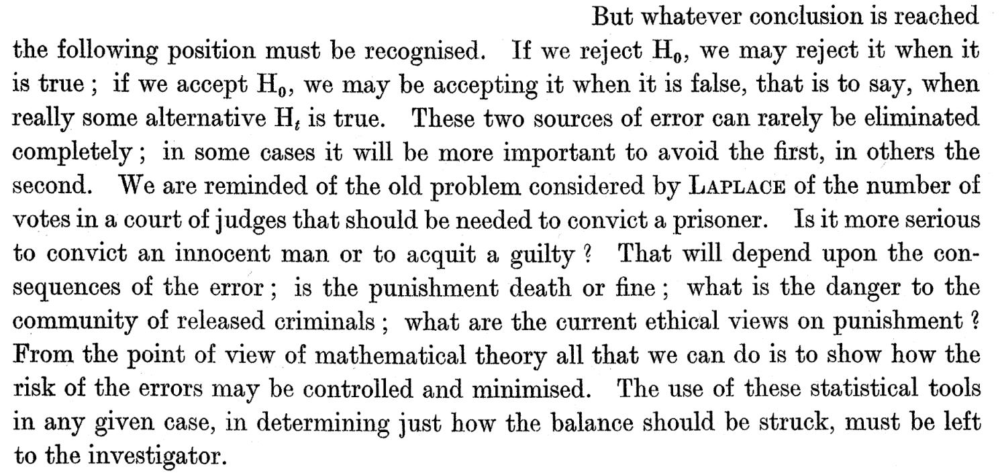 But whatever conclusion is reached
the following position must be recognised. If we reject H₀, we may reject it when it
is true ; if we accept H₀, we may be accepting it when it is false, that is to say, when
really some alternative Hₜ is true. These two sources of error can rarely be eliminated
completely ; in some cases it will be more important to avoid the first, in others the
second. We are reminded of the old problem considered by LAPLACE of the number of
votes in a court of judges that should be needed to convict a prisoner. Is it more serious
to convict an innocent man or to acquit a guilty ? That will depend upon the con-
sequences of the error ; is the punishment death or fine ; what is the danger to the
community of released criminals ; what are the current ethical views on punishment ?
From the point of view of mathematical theory all that we can do is to show how the
risk of the errors may be controlled and minimised. The use of these statistical tools
in any given case, in determining just how the balance should be struck, must be left
to the investigator.